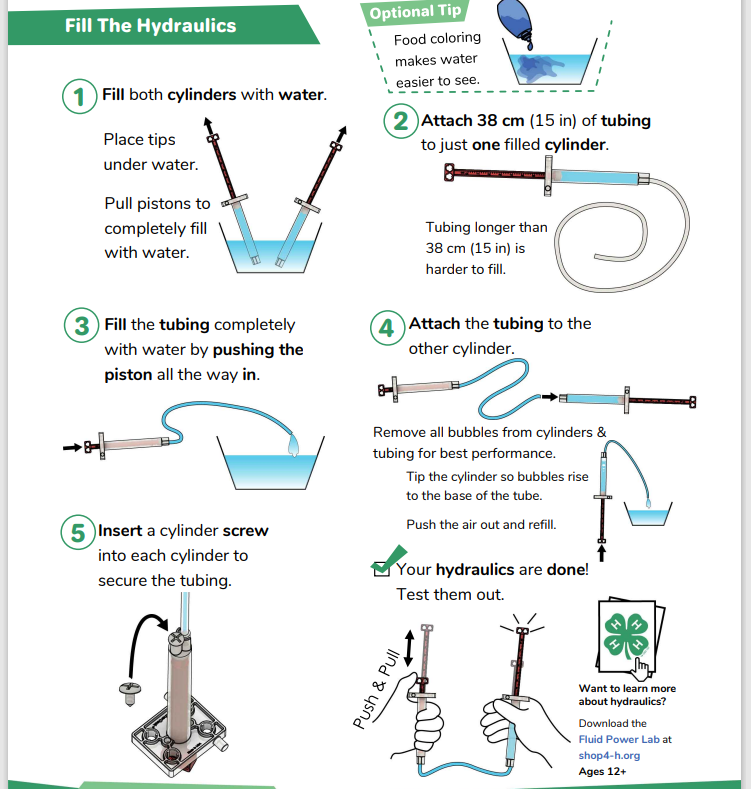 Fill The Hydraulics
Optional Tip
Food coloring
makes water
easier to see.
1 Fill both cylinders with water.
Place tips
under water.
Pull pistons to
completely fill
with water.
2 Attach 38 cm (15 in) of tubing
to just one filled cylinder.
Tubing longer than
38 cm (15 in) is
harder to fill.
3 Fill the tubing completely
with water by pushing the
piston all the way in.
4 Attach the tubing to the
other cylinder.
Remove all bubbles from cylinders &
tubing for best performance.
Tip the cylinder so bubbles rise
to the base of the tube.
Push the air out and refill.
5 Insert a cylinder screw
into each cylinder to
secure the tubing.
Your hydraulics are done!
Test them out.
Push & Pull
H H
H H
Want to learn more
about hydraulics?
Download the
Fluid Power Lab at
shop4-h.org
Ages 12+